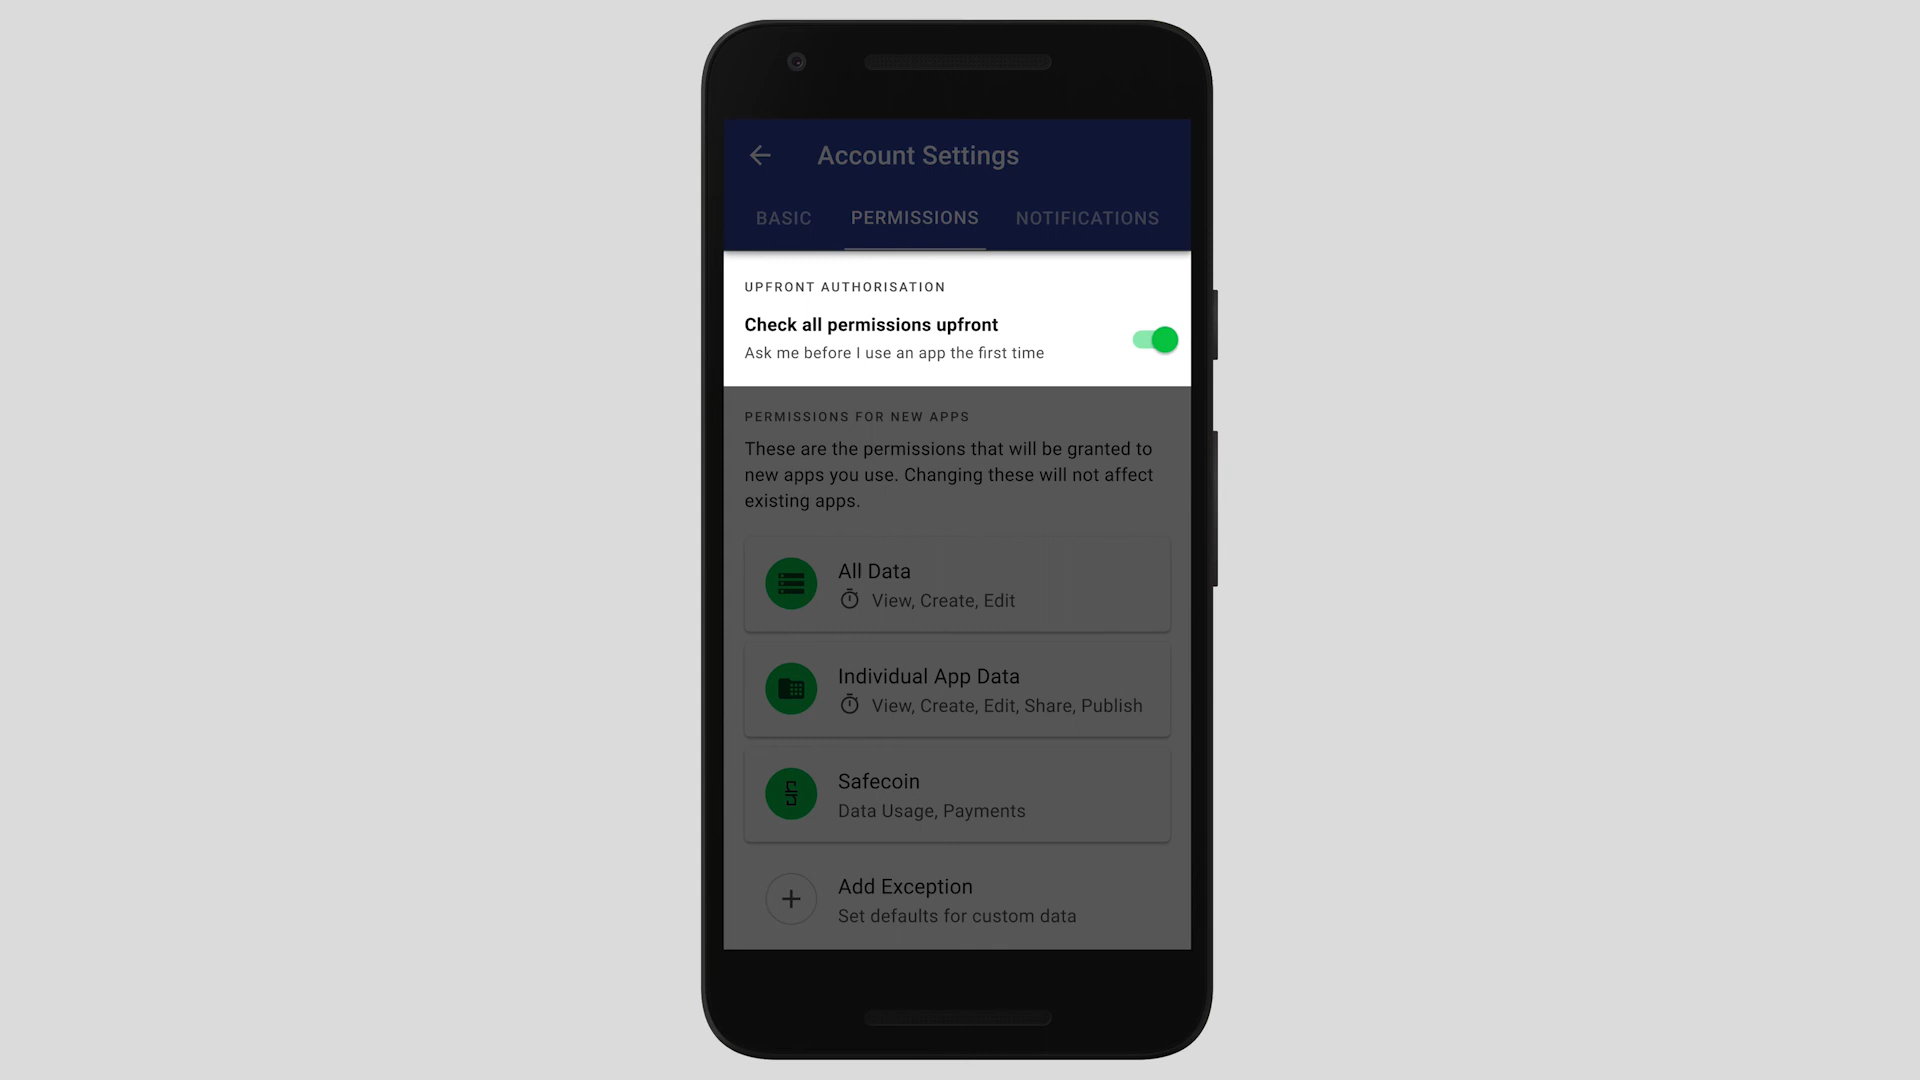 Account Settings
BASIC PERMISSIONS NOTIFICATIONS
UPFRONT AUTHORISATION
Check all permissions upfront
Ask me before I use an app the first time
PERMISSIONS FOR NEW APPS
These are the permissions that will be granted to
new apps you use. Changing these will not affect
existing apps.
All Data
View, Create, Edit
Individual App Data
View, Create, Edit, Share, Publish
Safecoin
Data Usage, Payments
Add Exception
Set defaults for custom data